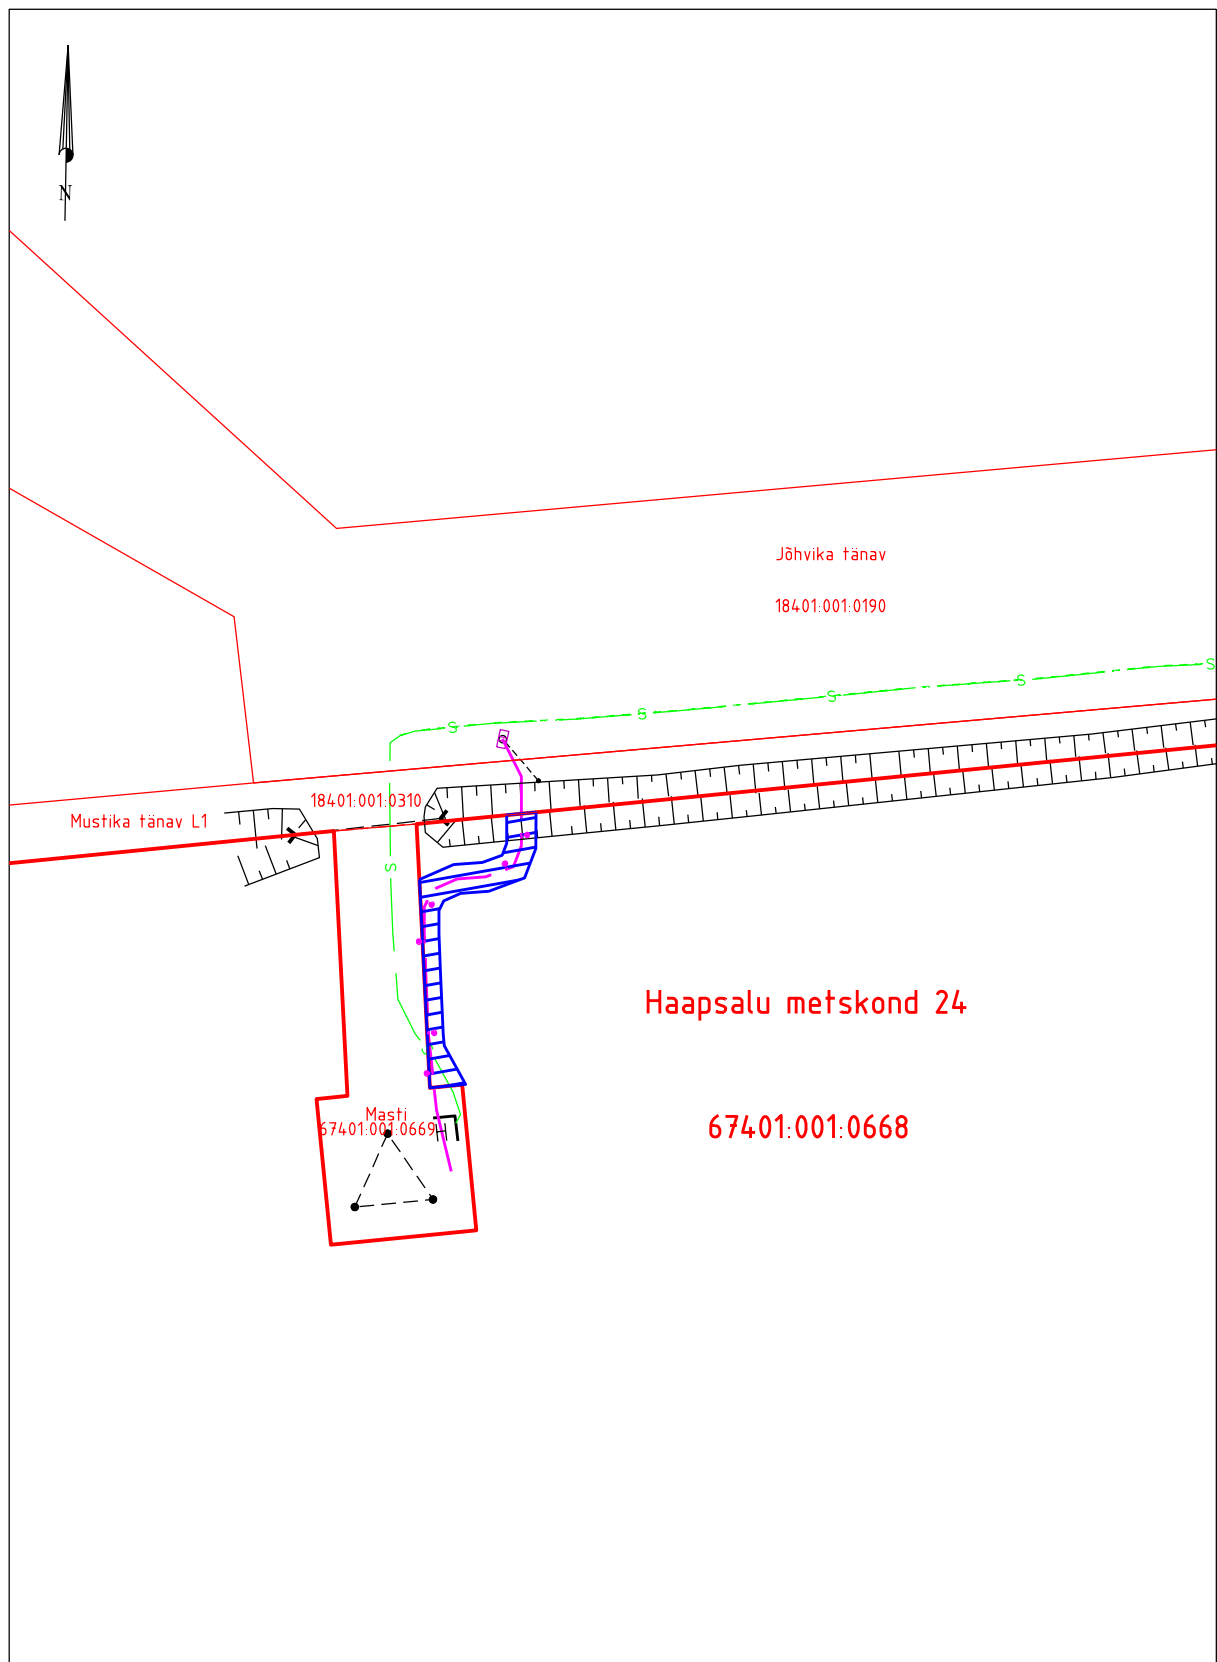 N
Jõhvika tänav
18401:001:0190
S
S
S
S
S
18401:001:0310
Mustika tänav L1
S
Haapsalu metskond 24
S
Masti
67401:001:0669
67401:001:0668